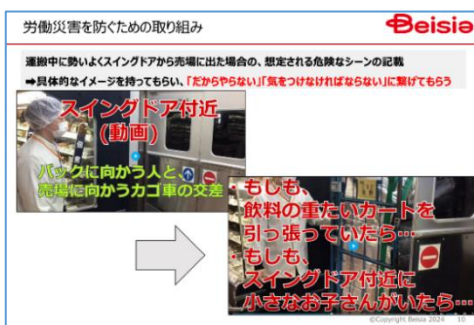 労働災害を防ぐための取り組み
Beisia
運搬中に勢いよくスイングドアから売場に出た場合の、想定される危険なシーンの記載
➡具体的なイメージを持ってもらい、「だからやらない」「気をつけなければならない」に繋げてもらう
スイングドア付近
(動画)
バックに向かう人と、
売場に向かうカゴ車の交差
・もしも、
飲料の重たいカートを
引っ張っていたら…
・もしも、
スイングドア付近に
小さなお子さんがいたら…
©Copyright Beisia 2024 10